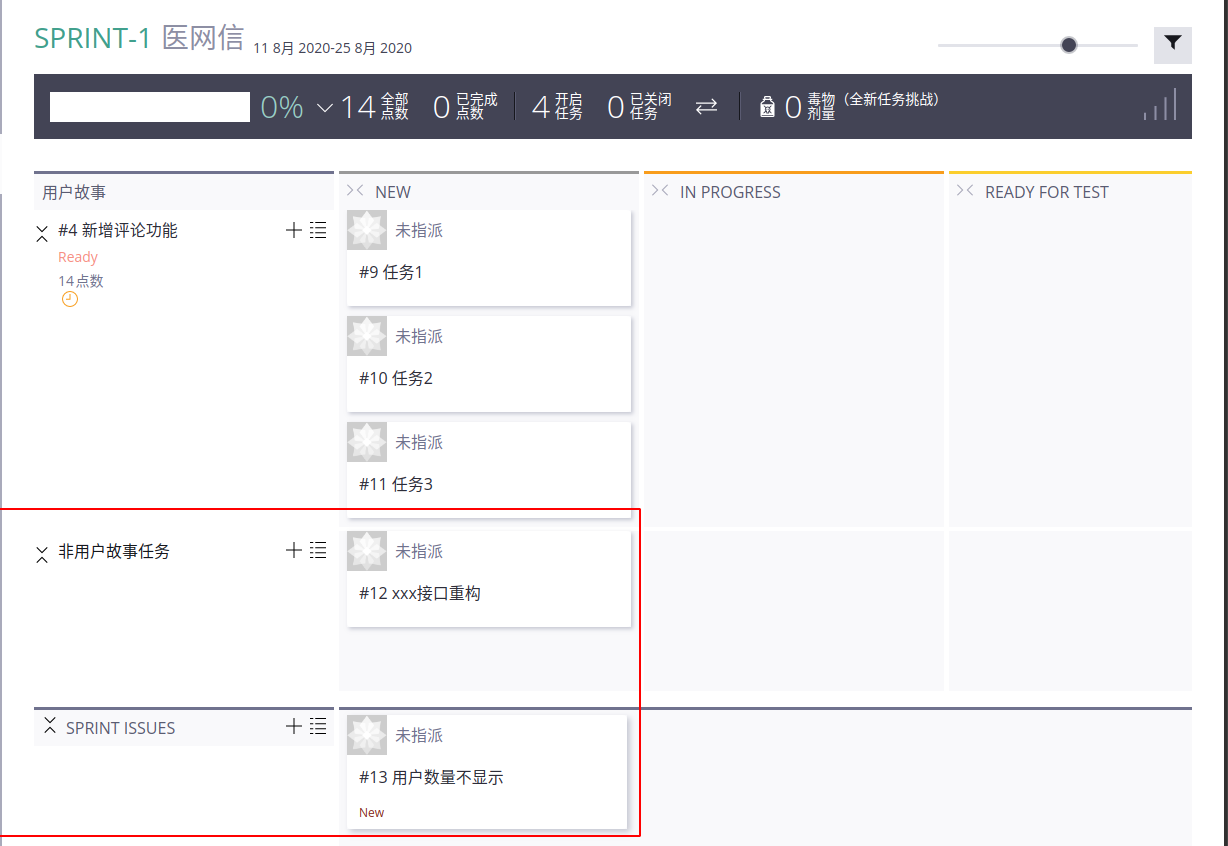 SPRINT-1 医网信 11 8月 2020-25 8月 2020
0% 14 全部点数 0 已完成点数 4 开启任务 0 已关闭任务 0 毒物（全新任务挑战）剂量
用户故事 NEW IN PROGRESS READY FOR TEST
#4 新增评论功能
Ready
14 点数
未指派
#9 任务1
未指派
#10 任务2
未指派
#11 任务3
非用户故事任务
未指派
#12 xxx接口重构
SPRINT ISSUES
未指派
#13 用户数量不显示
New